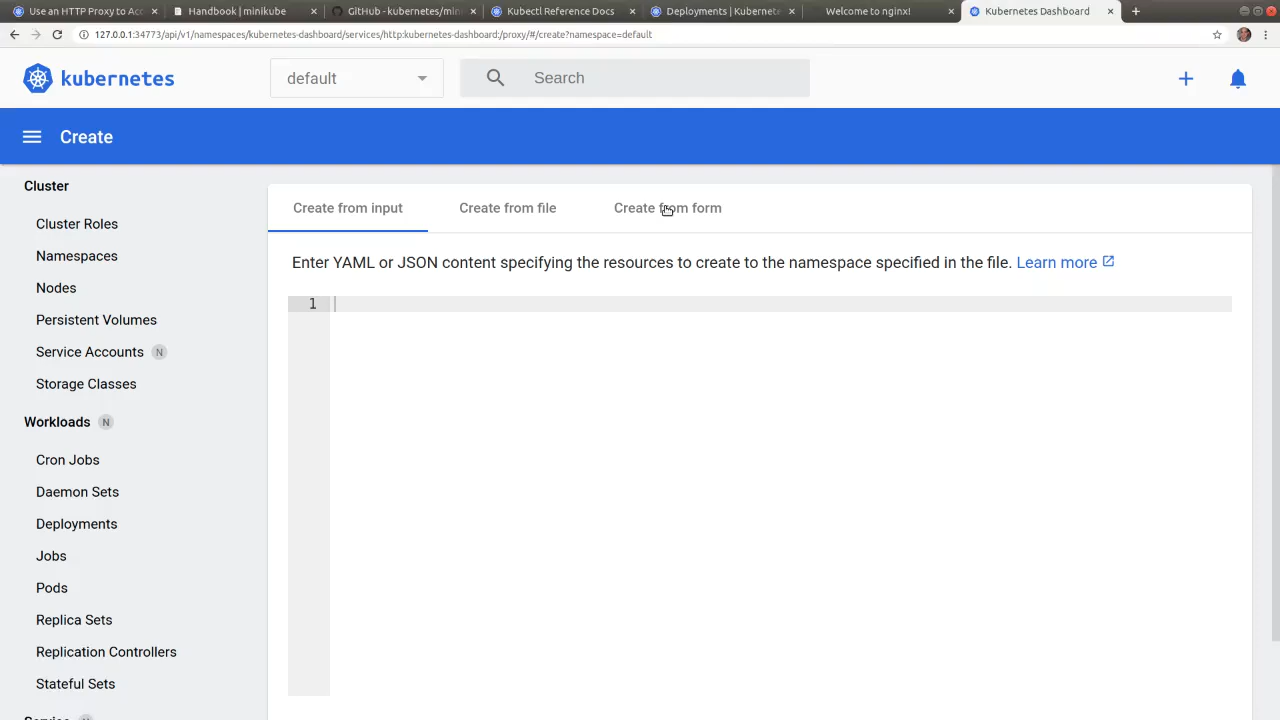 Use an HTTP Proxy to Acc
Handbook | minikube
GitHub - kubernetes/mini
Kubectl Reference Docs
Deployments | Kubernete
Welcome to nginx!
Kubernetes Dashboard
127.0.0.1:34773/api/v1/namespaces/kubernetes-dashboard/services/http:kubernetes-dashboard:/proxy/#/create?namespace=default
kubernetes
default
Search
Create
Cluster
Cluster Roles
Namespaces
Nodes
Persistent Volumes
Service Accounts N
Storage Classes
Workloads N
Cron Jobs
Daemon Sets
Deployments
Jobs
Pods
Replica Sets
Replication Controllers
Stateful Sets
Create from input
Create from file
Create from form
Enter YAML or JSON content specifying the resources to create to the namespace specified in the file. Learn more
1